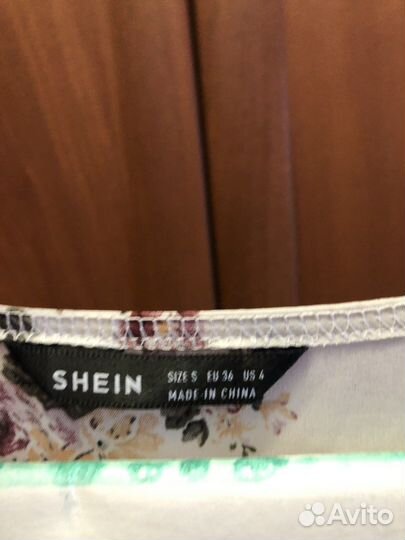 SHEIN
SIZE S EU 36 US 4
MADE IN CHINA
Avito